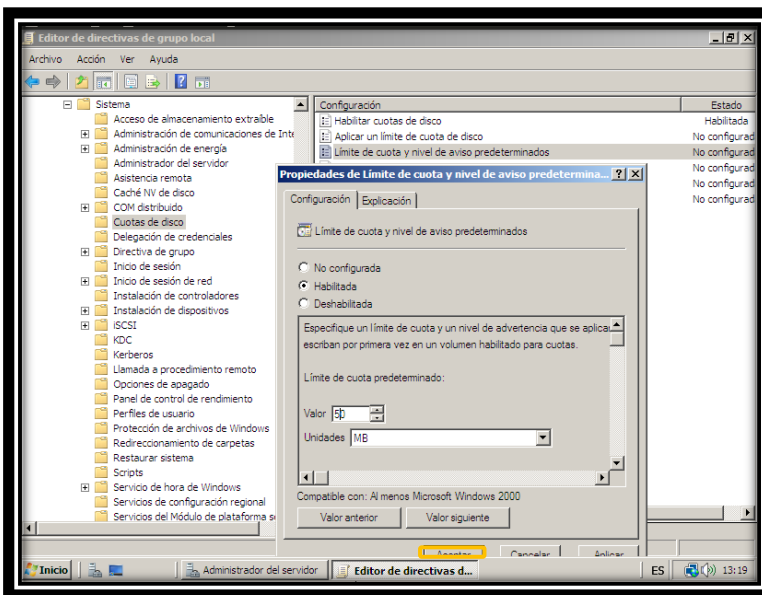 Editor de directivas de grupo local
Archivo Acción Ver Ayuda
Sistema
Acceso de almacenamiento extraíble
Administración de comunicaciones de Inte
Administración de energía
Administrador del servidor
Asistencia remota
Caché NV de disco
COM distribuido
Cuotas de disco
Delegación de credenciales
Directiva de grupo
Inicio de sesión
Inicio de sesión de red
Instalación de controladores
Instalación de dispositivos
iSCSI
KDC
Kerberos
Llamada a procedimiento remoto
Opciones de apagado
Panel de control de rendimiento
Perfiles de usuario
Protección de archivos de Windows
Redireccionamiento de carpetas
Restaurar sistema
Scripts
Servicio de hora de Windows
Servicios de configuración regional
Servicios del Módulo de plataforma se
Configuración Estado
Habilitar cuotas de disco Habilitada
Aplicar un límite de cuota de disco No configurad
Límite de cuota y nivel de aviso predeterminados No configurad
No configurad
No configurad
No configurad
Propiedades de Límite de cuota y nivel de aviso predetermina...
Configuración Explicación
Límite de cuota y nivel de aviso predeterminados
No configurada
Habilitada
Deshabilitada
Especifique un límite de cuota y un nivel de advertencia que se aplica
escriban por primera vez en un volumen habilitado para cuotas.
Límite de cuota predeterminado:
Valor 50
Unidades MB
Compatible con: Al menos Microsoft Windows 2000
Valor anterior Valor siguiente
Aceptar Cancelar Aplicar
Inicio Administrador del servidor Editor de directivas d... ES 13:19